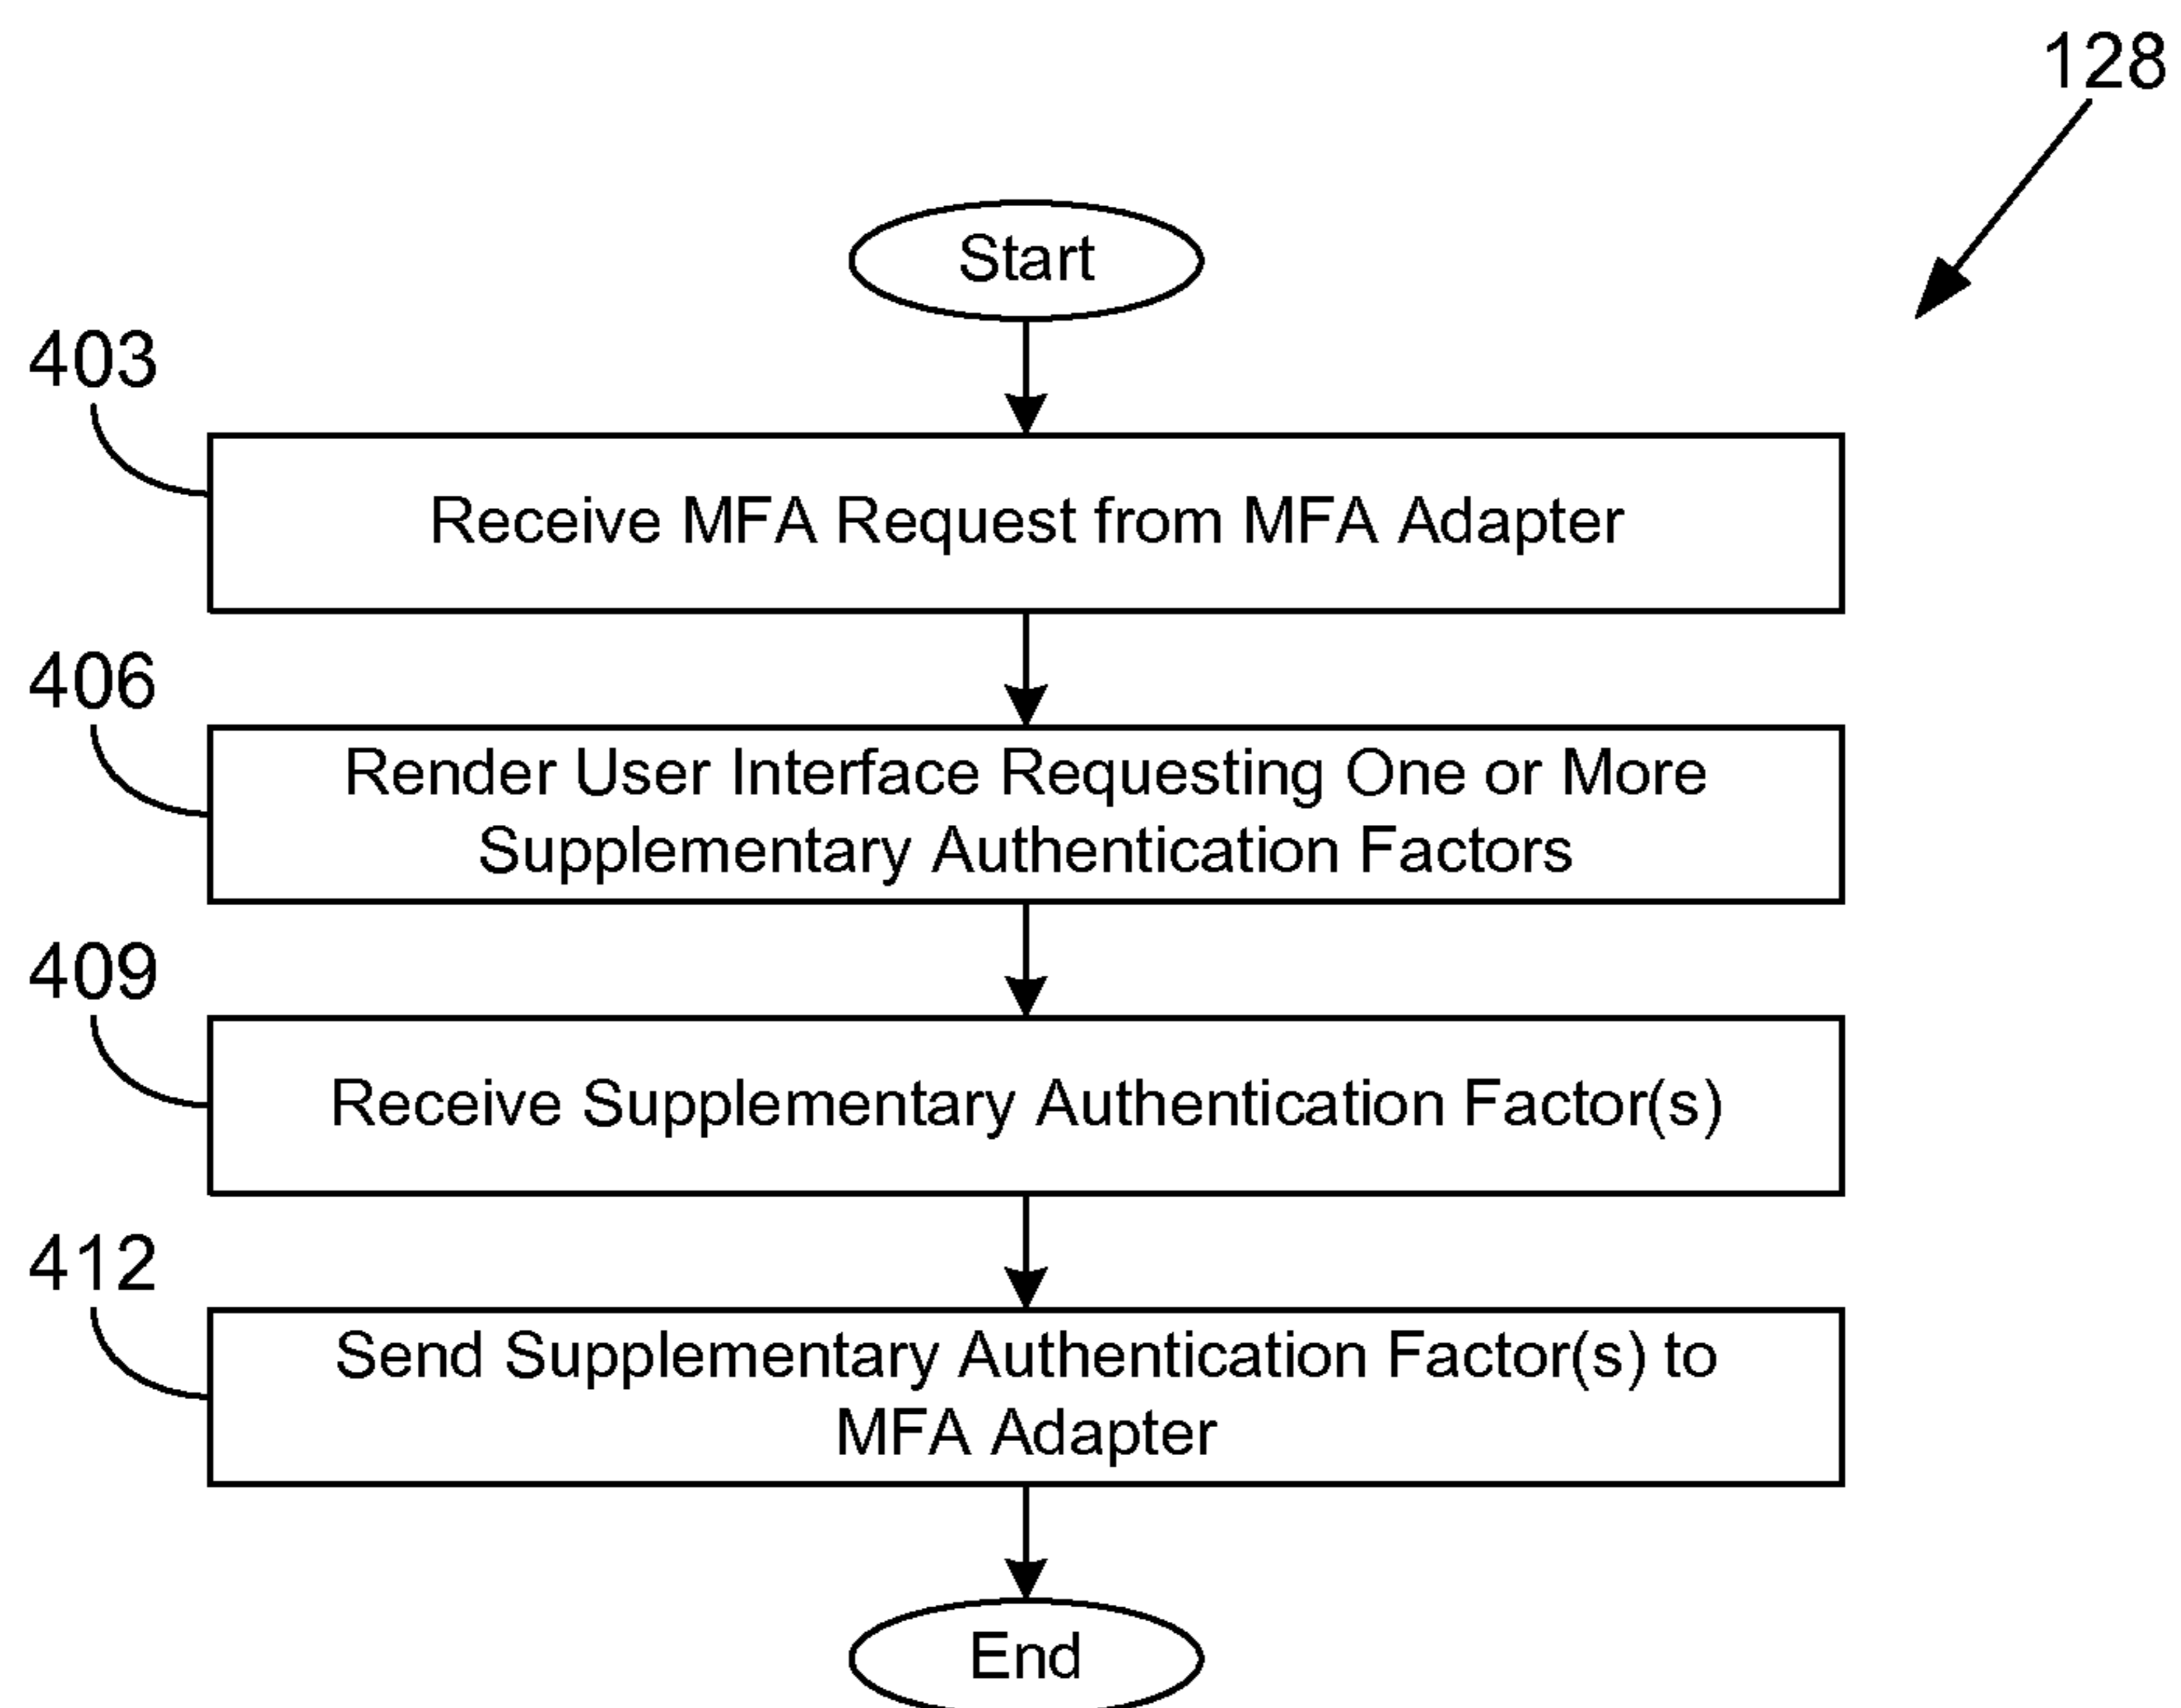 128
Start
403
Receive MFA Request from MFA Adapter
406
Render User Interface Requesting One or More
Supplementary Authentication Factors
409
Receive Supplementary Authentication Factor(s)
412
Send Supplementary Authentication Factor(s) to
MFA Adapter
End